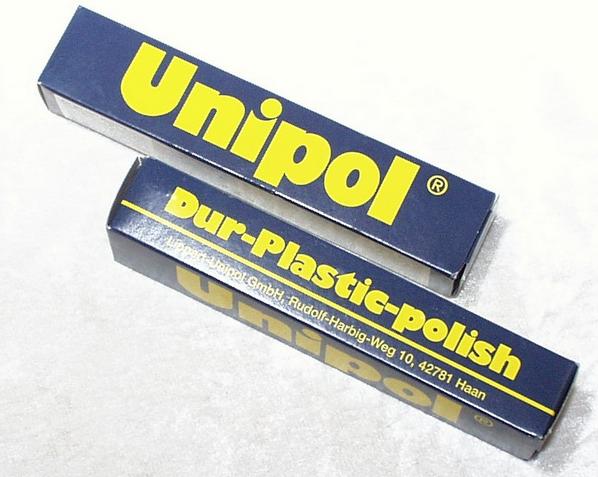 Unipol®
Dur-Plastic-polish
Lippert-Unipol GmbH, Rudolf-Harbig-Weg 10, 42781 Haan
Unipol®